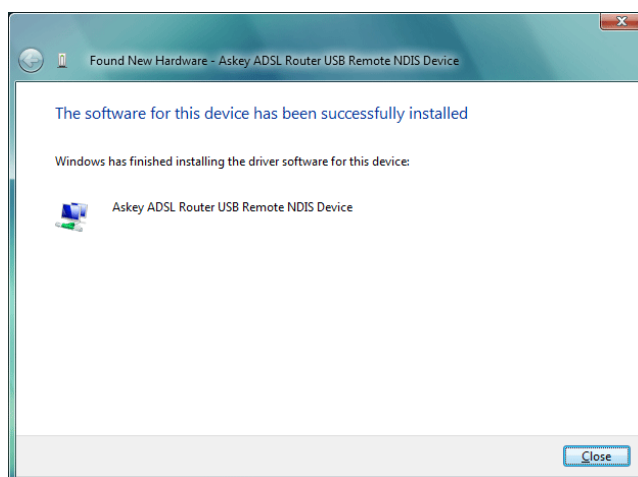 Found New Hardware - Askey ADSL Router USB Remote NDIS Device
The software for this device has been successfully installed
Windows has finished installing the driver software for this device:
Askey ADSL Router USB Remote NDIS Device
Close